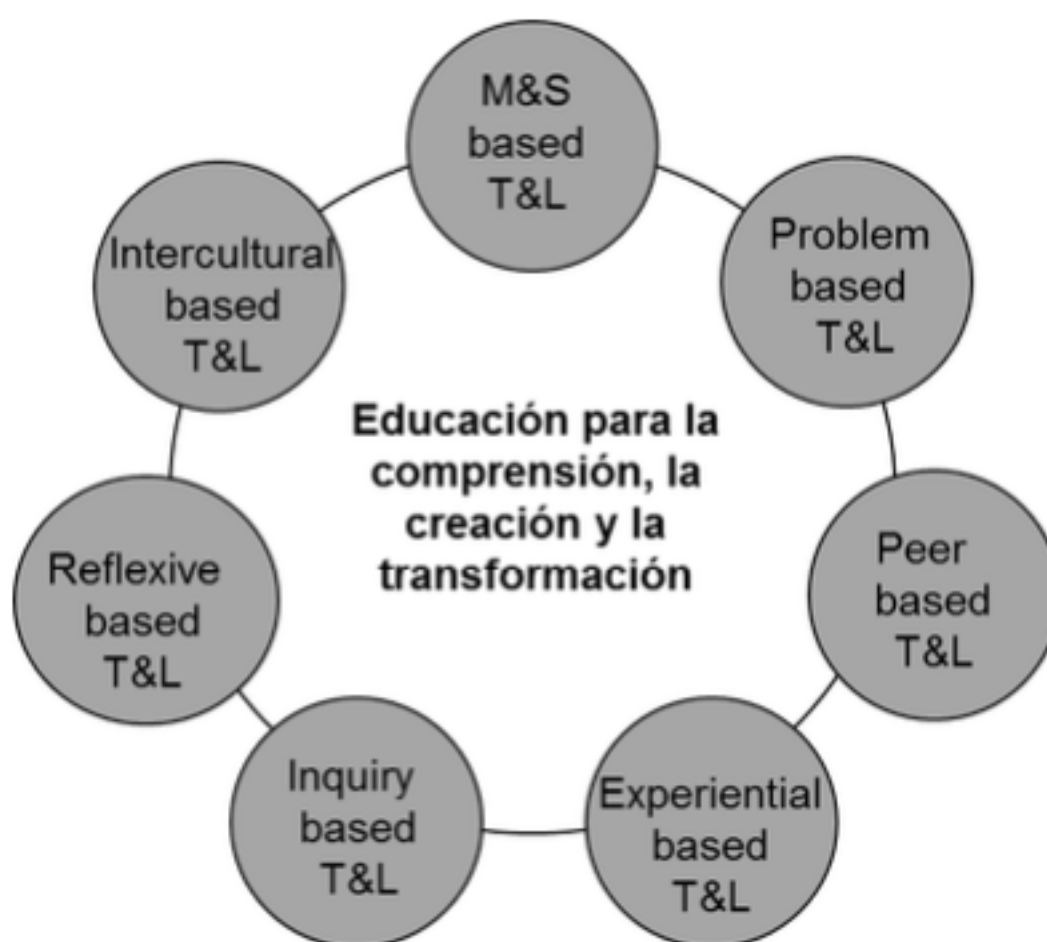 M&S
based
T&L
Problem
based
T&L
Peer
based
T&L
Experiential
based
T&L
Inquiry
based
T&L
Reflexive
based
T&L
Intercultural
based
T&L
Educación para la
comprensión, la
creación y la
transformación